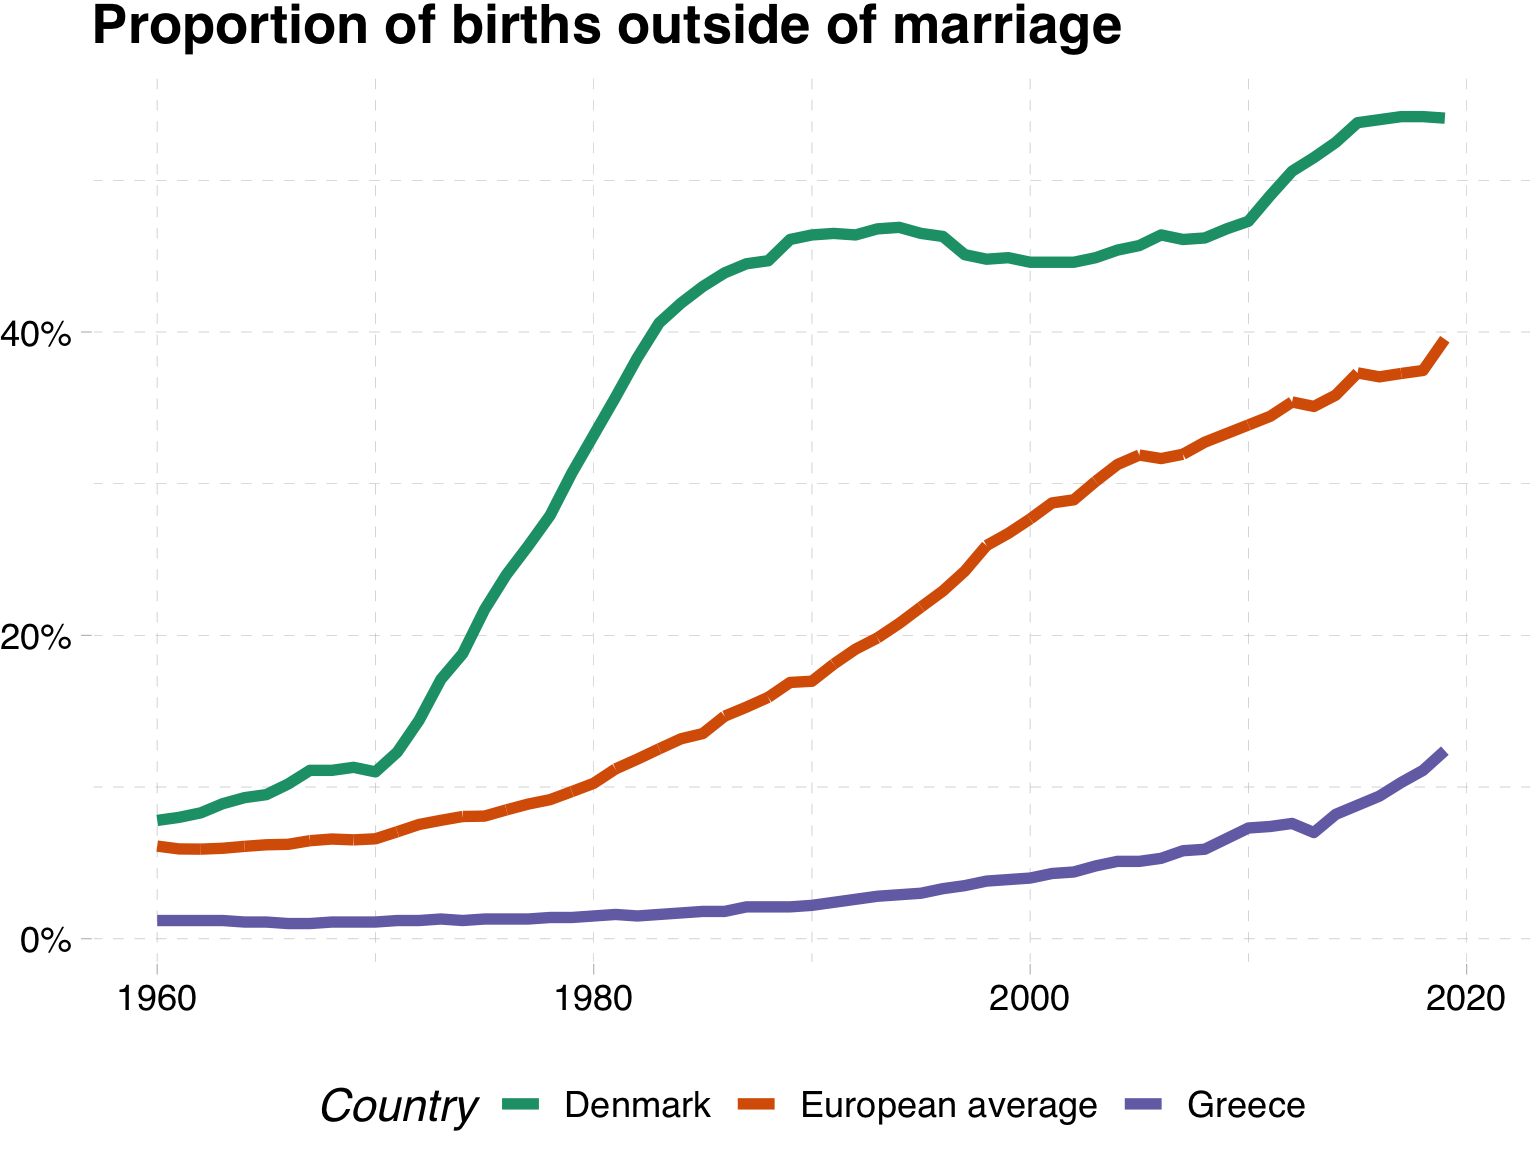 Proportion of births outside of marriage
40%
20%
0%
1960 1980 2000 2020
Country Denmark European average Greece